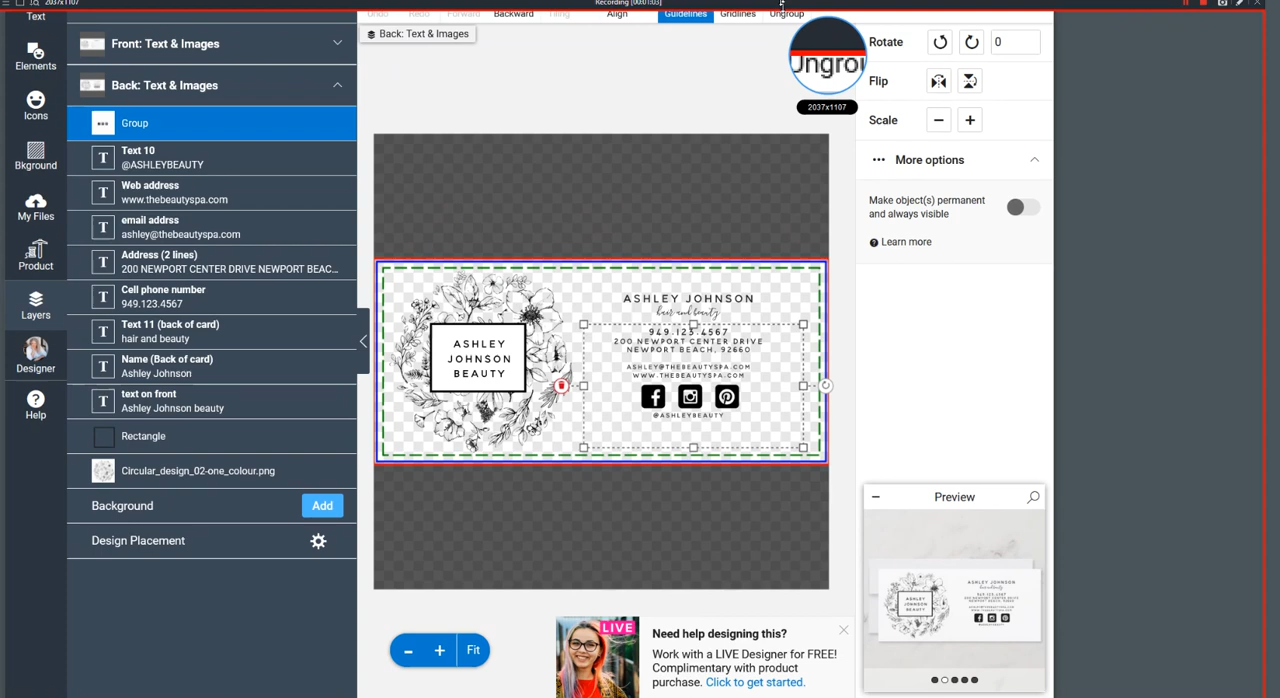 2037x1107
Recording [00:01:03]
Undo Redo Forward Backward Tiling Align Guidelines Gridlines Ungroup
Text
Elements
Icons
Bkground
My Files
Product
Layers
Designer
Help
Front: Text & Images
Back: Text & Images
Group
Text 10
@ASHLEYBEAUTY
Web address
www.thebeautyspa.com
email addrss
ashley@thebeautyspa.com
Address (2 lines)
200 NEWPORT CENTER DRIVE NEWPORT BEAC...
Cell phone number
949.123.4567
Text 11 (back of card)
hair and beauty
Name (Back of card)
Ashley Johnson
text on front
Ashley Johnson beauty
Rectangle
Circular_design_02-one_colour.png
Background
Add
Design Placement
Back: Text & Images
ASHLEY
JOHNSON
BEAUTY
ASHLEY JOHNSON
hair and beauty
949.123.4567
200 NEWPORT CENTER DRIVE
NEWPORT BEACH, 92660
ASHLEY@THEBEAUTYSPA.COM
WWW.THEBEAUTYSPA.COM
@ASHLEYBEAUTY
Fit
LIVE
Need help designing this?
Work with a LIVE Designer for FREE!
Complimentary with product
purchase. Click to get started.
Ungrou
2037x1107
Rotate
0
Flip
Scale
More options
Make object(s) permanent
and always visible
Learn more
Preview
ASHLEY
JOHNSON
BEAUTY
ASHLEY JOHNSON